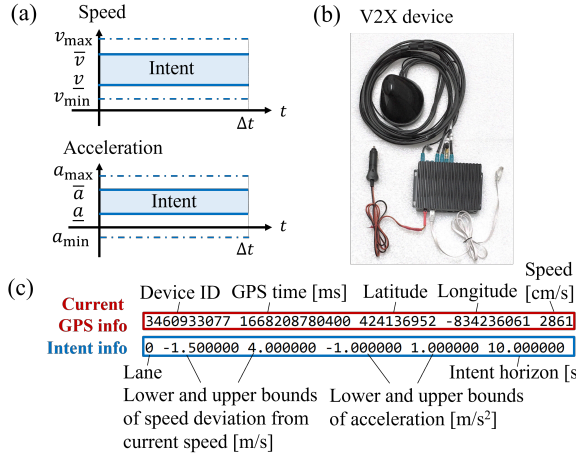 (a)
Speed
v_max
v̅
v̲
v_min
Intent
t
Δt
Acceleration
a_max
a̅
a̲
a_min
Intent
t
Δt
(b) V2X device
(c)
Device ID GPS time [ms] Latitude Longitude Speed [cm/s]
Current GPS info
3460933077 1668208780400 424136952 -834236061 2861
Intent info
0 -1.500000 4.000000 -1.000000 1.000000 10.000000
Lane
Intent horizon [s
Lower and upper bounds
of speed deviation from
current speed [m/s]
Lower and upper bounds
of acceleration [m/s²]